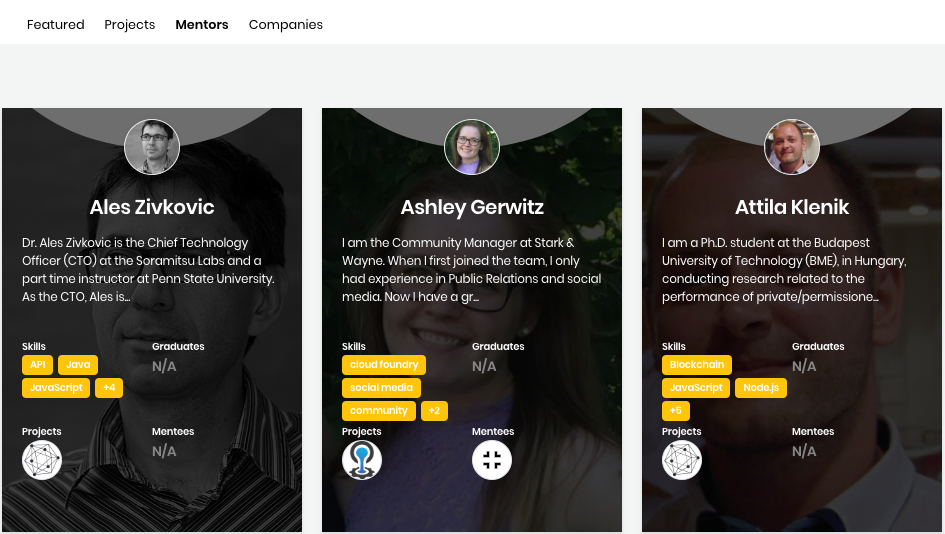 Featured Projects Mentors Companies
Ales Zivkovic
Dr. Ales Zivkovic is the Chief Technology
Officer (CTO) at the Soramitsu Labs and a
part time instructor at Penn State University.
As the CTO, Ales is...
Skills Graduates
API Java N/A
JavaScript +4
Projects Mentees
N/A
Ashley Gerwitz
I am the Community Manager at Stark &
Wayne. When I first joined the team, I only
had experience in Public Relations and social
media. Now I have a gr...
Skills Graduates
cloud foundry N/A
social media
community +2
Projects Mentees
Attila Klenik
I am a Ph.D. student at the Budapest
University of Technology (BME), in Hungary,
conducting research related to the
performance of private/permissione...
Skills Graduates
Blockchain N/A
JavaScript Node.js
+5
Projects Mentees
N/A